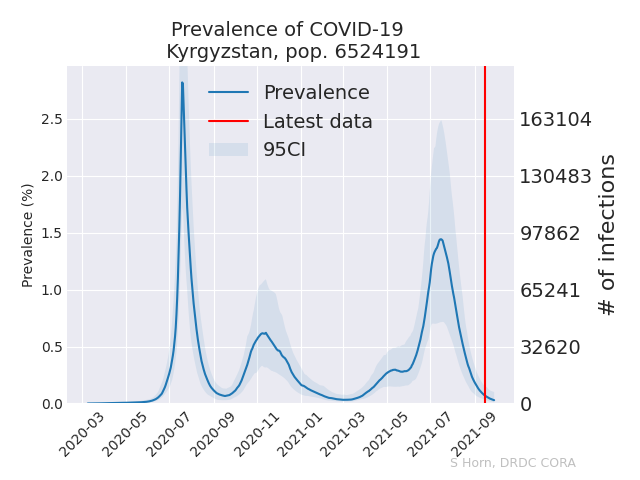 Prevalence of COVID-19
Kyrgyzstan, pop. 6524191
Prevalence
Latest data
95CI
Prevalence (%)
2.5
2.0
1.5
1.0
0.5
0.0
163104
130483
97862
65241
32620
0
# of infections
2020-03
2020-05
2020-07
2020-09
2020-11
2021-01
2021-03
2021-05
2021-07
2021-09
S Horn, DRDC CORA